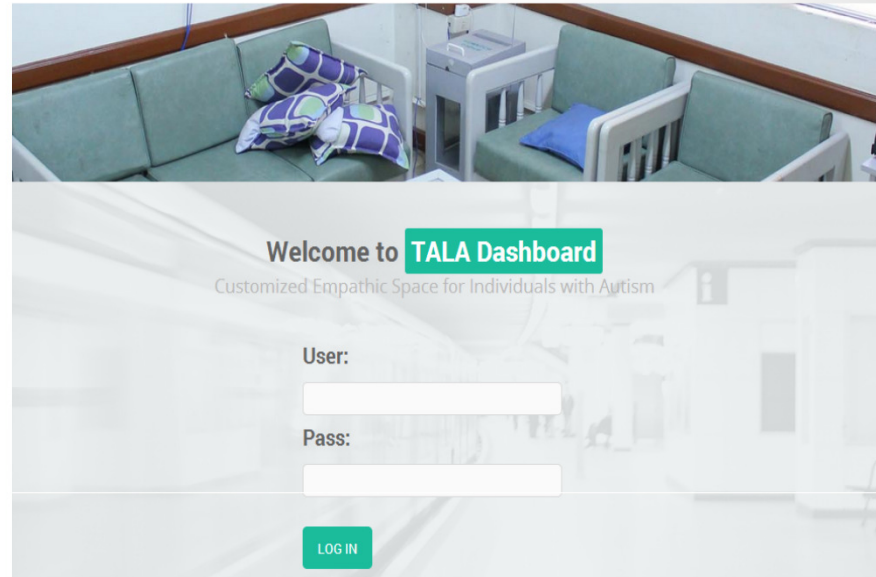 Welcome to TALA Dashboard
Customized Empathic Space for Individuals with Autism
User:
Pass:
LOG IN